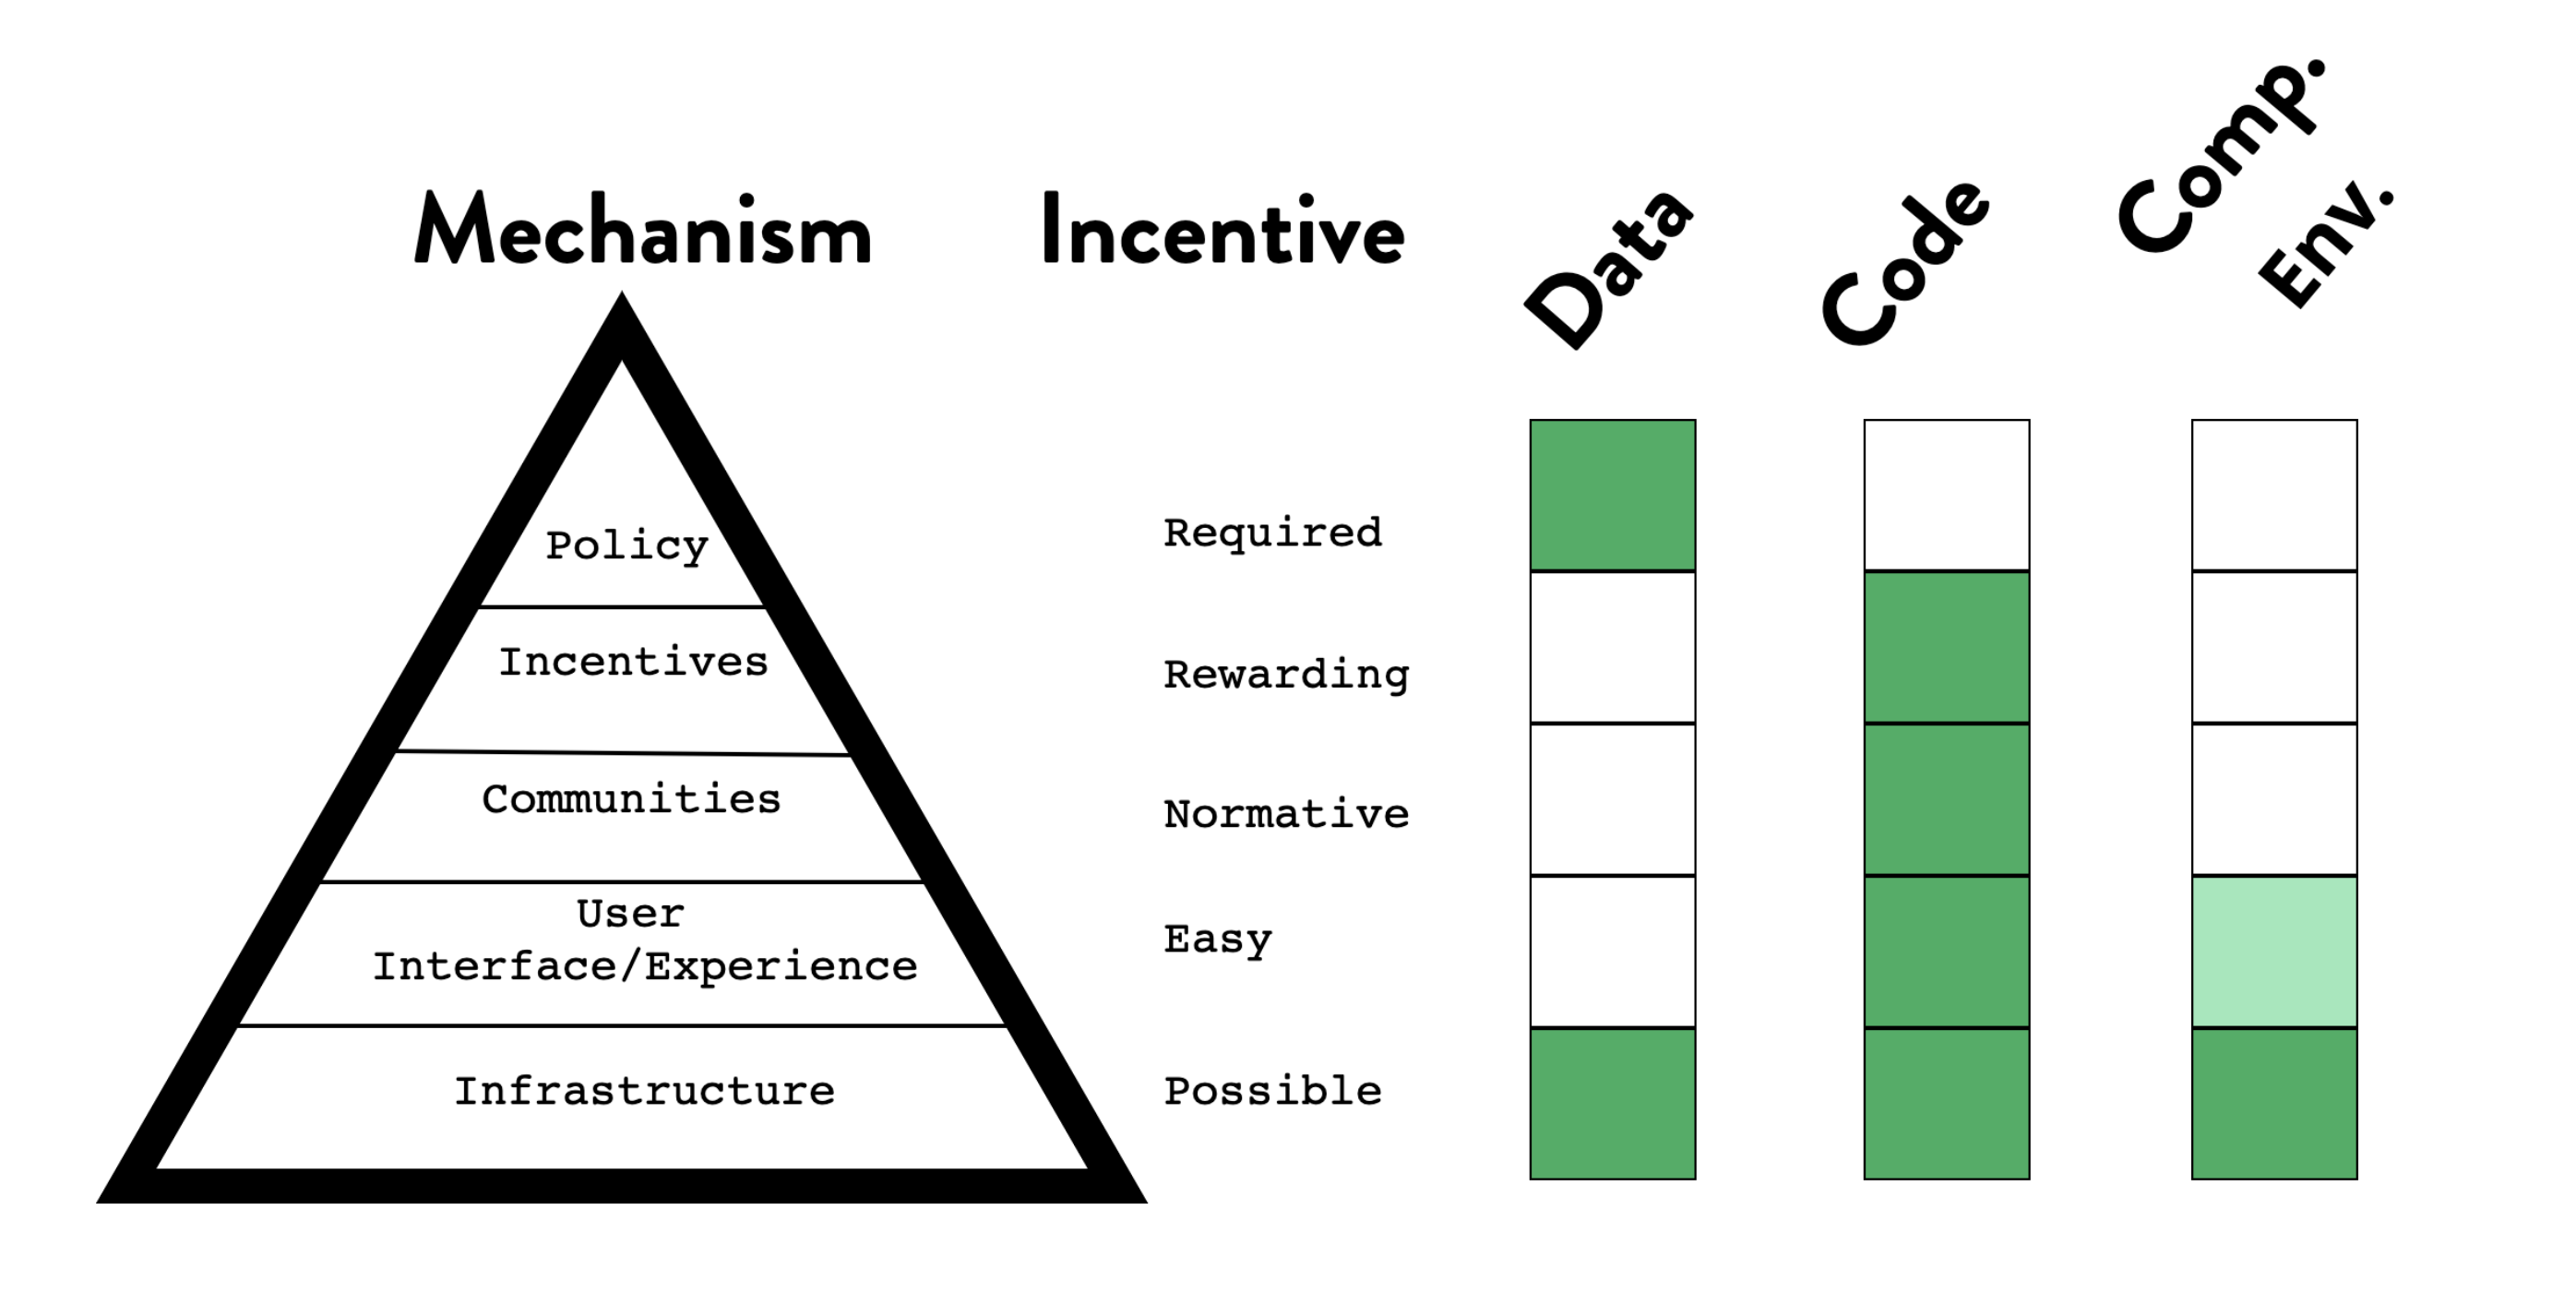 Mechanism
Incentive
Data
Code
Comp.
Env.
Policy
Required
Incentives
Rewarding
Communities
Normative
User
Interface/Experience
Easy
Infrastructure
Possible